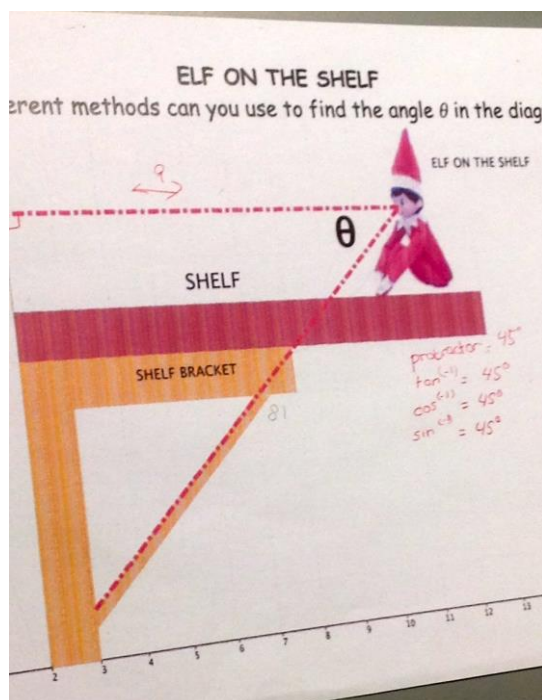 ELF ON THE SHELF
erent methods can you use to find the angle θ in the diag
ELF ON THE SHELF
9
θ
SHELF
SHELF BRACKET
protractor = 45°
tan(-1) = 45°
cos(-1) = 45°
sin(-1) = 45°
81
2 3 4 5 6 7 8 9 10 11 12 13